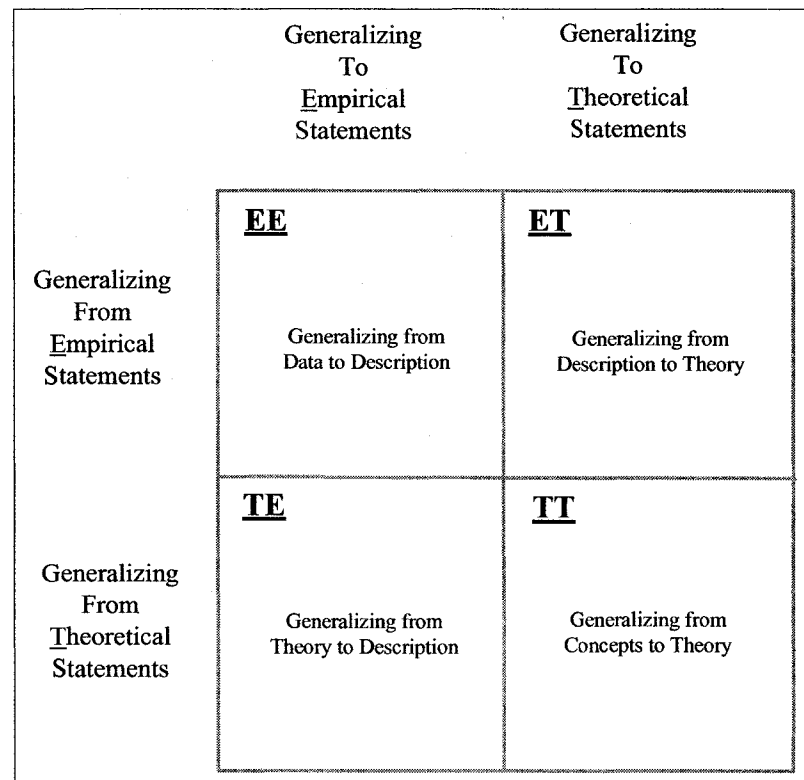 Generalizing
To
Empirical
Statements
Generalizing
To
Theoretical
Statements
Generalizing
From
Empirical
Statements
EE
Generalizing from
Data to Description
ET
Generalizing from
Description to Theory
Generalizing
From
Theoretical
Statements
TE
Generalizing from
Theory to Description
TT
Generalizing from
Concepts to Theory